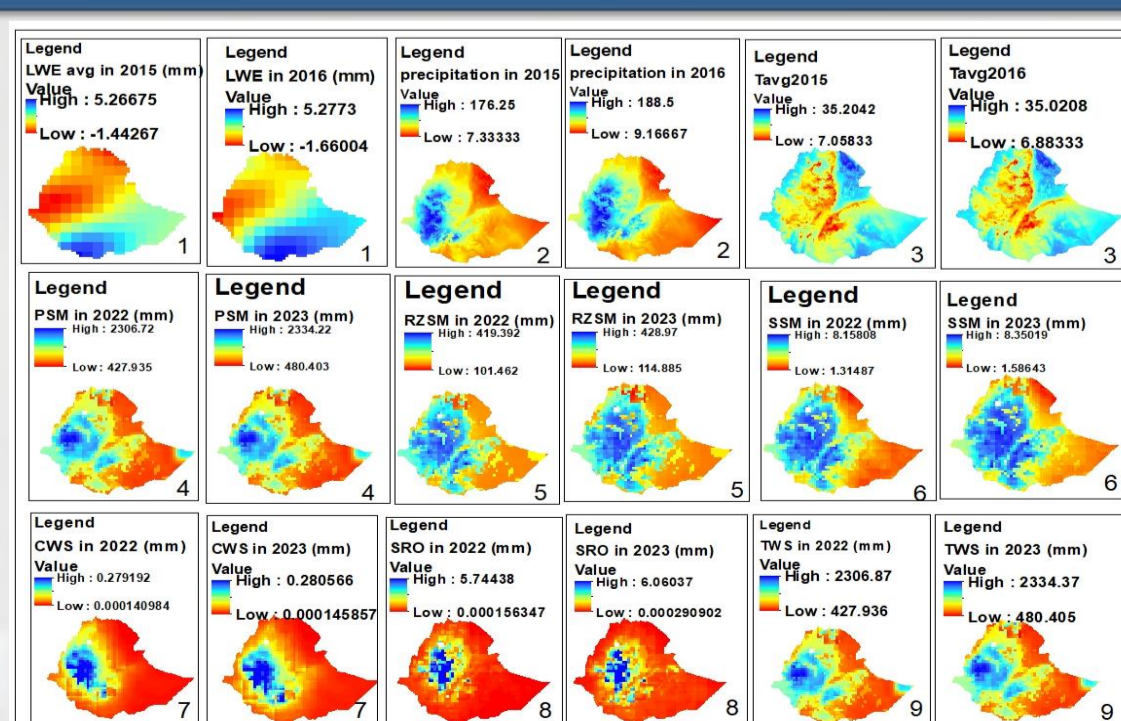 Legend
LWE avg in 2015 (mm)
Value
High : 5.26675
Low : -1.44267
1
Legend
LWE in 2016 (mm)
Value
High : 5.2773
Low : -1.66004
1
Legend
precipitation in 2015
Value
High : 176.25
Low : 7.33333
2
Legend
precipitation in 2016
Value
High : 188.5
Low : 9.16667
2
Legend
Tavg2015
Value
High : 35.2042
Low : 7.05833
3
Legend
Tavg2016
Value
High : 35.0208
Low : 6.88333
3
Legend
PSM in 2022 (mm)
High : 2306.72
Low : 427.935
4
Legend
PSM in 2023 (mm)
High : 2334.22
Low : 480.403
4
Legend
RZSM in 2022 (mm)
High : 419.392
Low : 101.462
5
Legend
RZSM in 2023 (mm)
High : 428.97
Low : 114.885
5
Legend
SSM in 2022 (mm)
High : 8.15808
Low : 1.31487
6
Legend
SSM in 2023 (mm)
High : 8.35019
Low : 1.58643
6
Legend
CWS in 2022 (mm)
Value
High : 0.279192
Low : 0.000140984
7
Legend
CWS in 2023 (mm)
Value
High : 0.280566
Low : 0.000145857
7
Legend
SRO in 2022 (mm)
Value
High : 5.74438
Low : 0.000156347
8
Legend
SRO in 2023 (mm)
Value
High : 6.06037
Low : 0.000290902
8
Legend
TWS in 2022 (mm)
Value
High : 2306.87
Low : 427.936
9
Legend
TWS in 2023 (mm)
Value
High : 2334.37
Low : 480.405
9